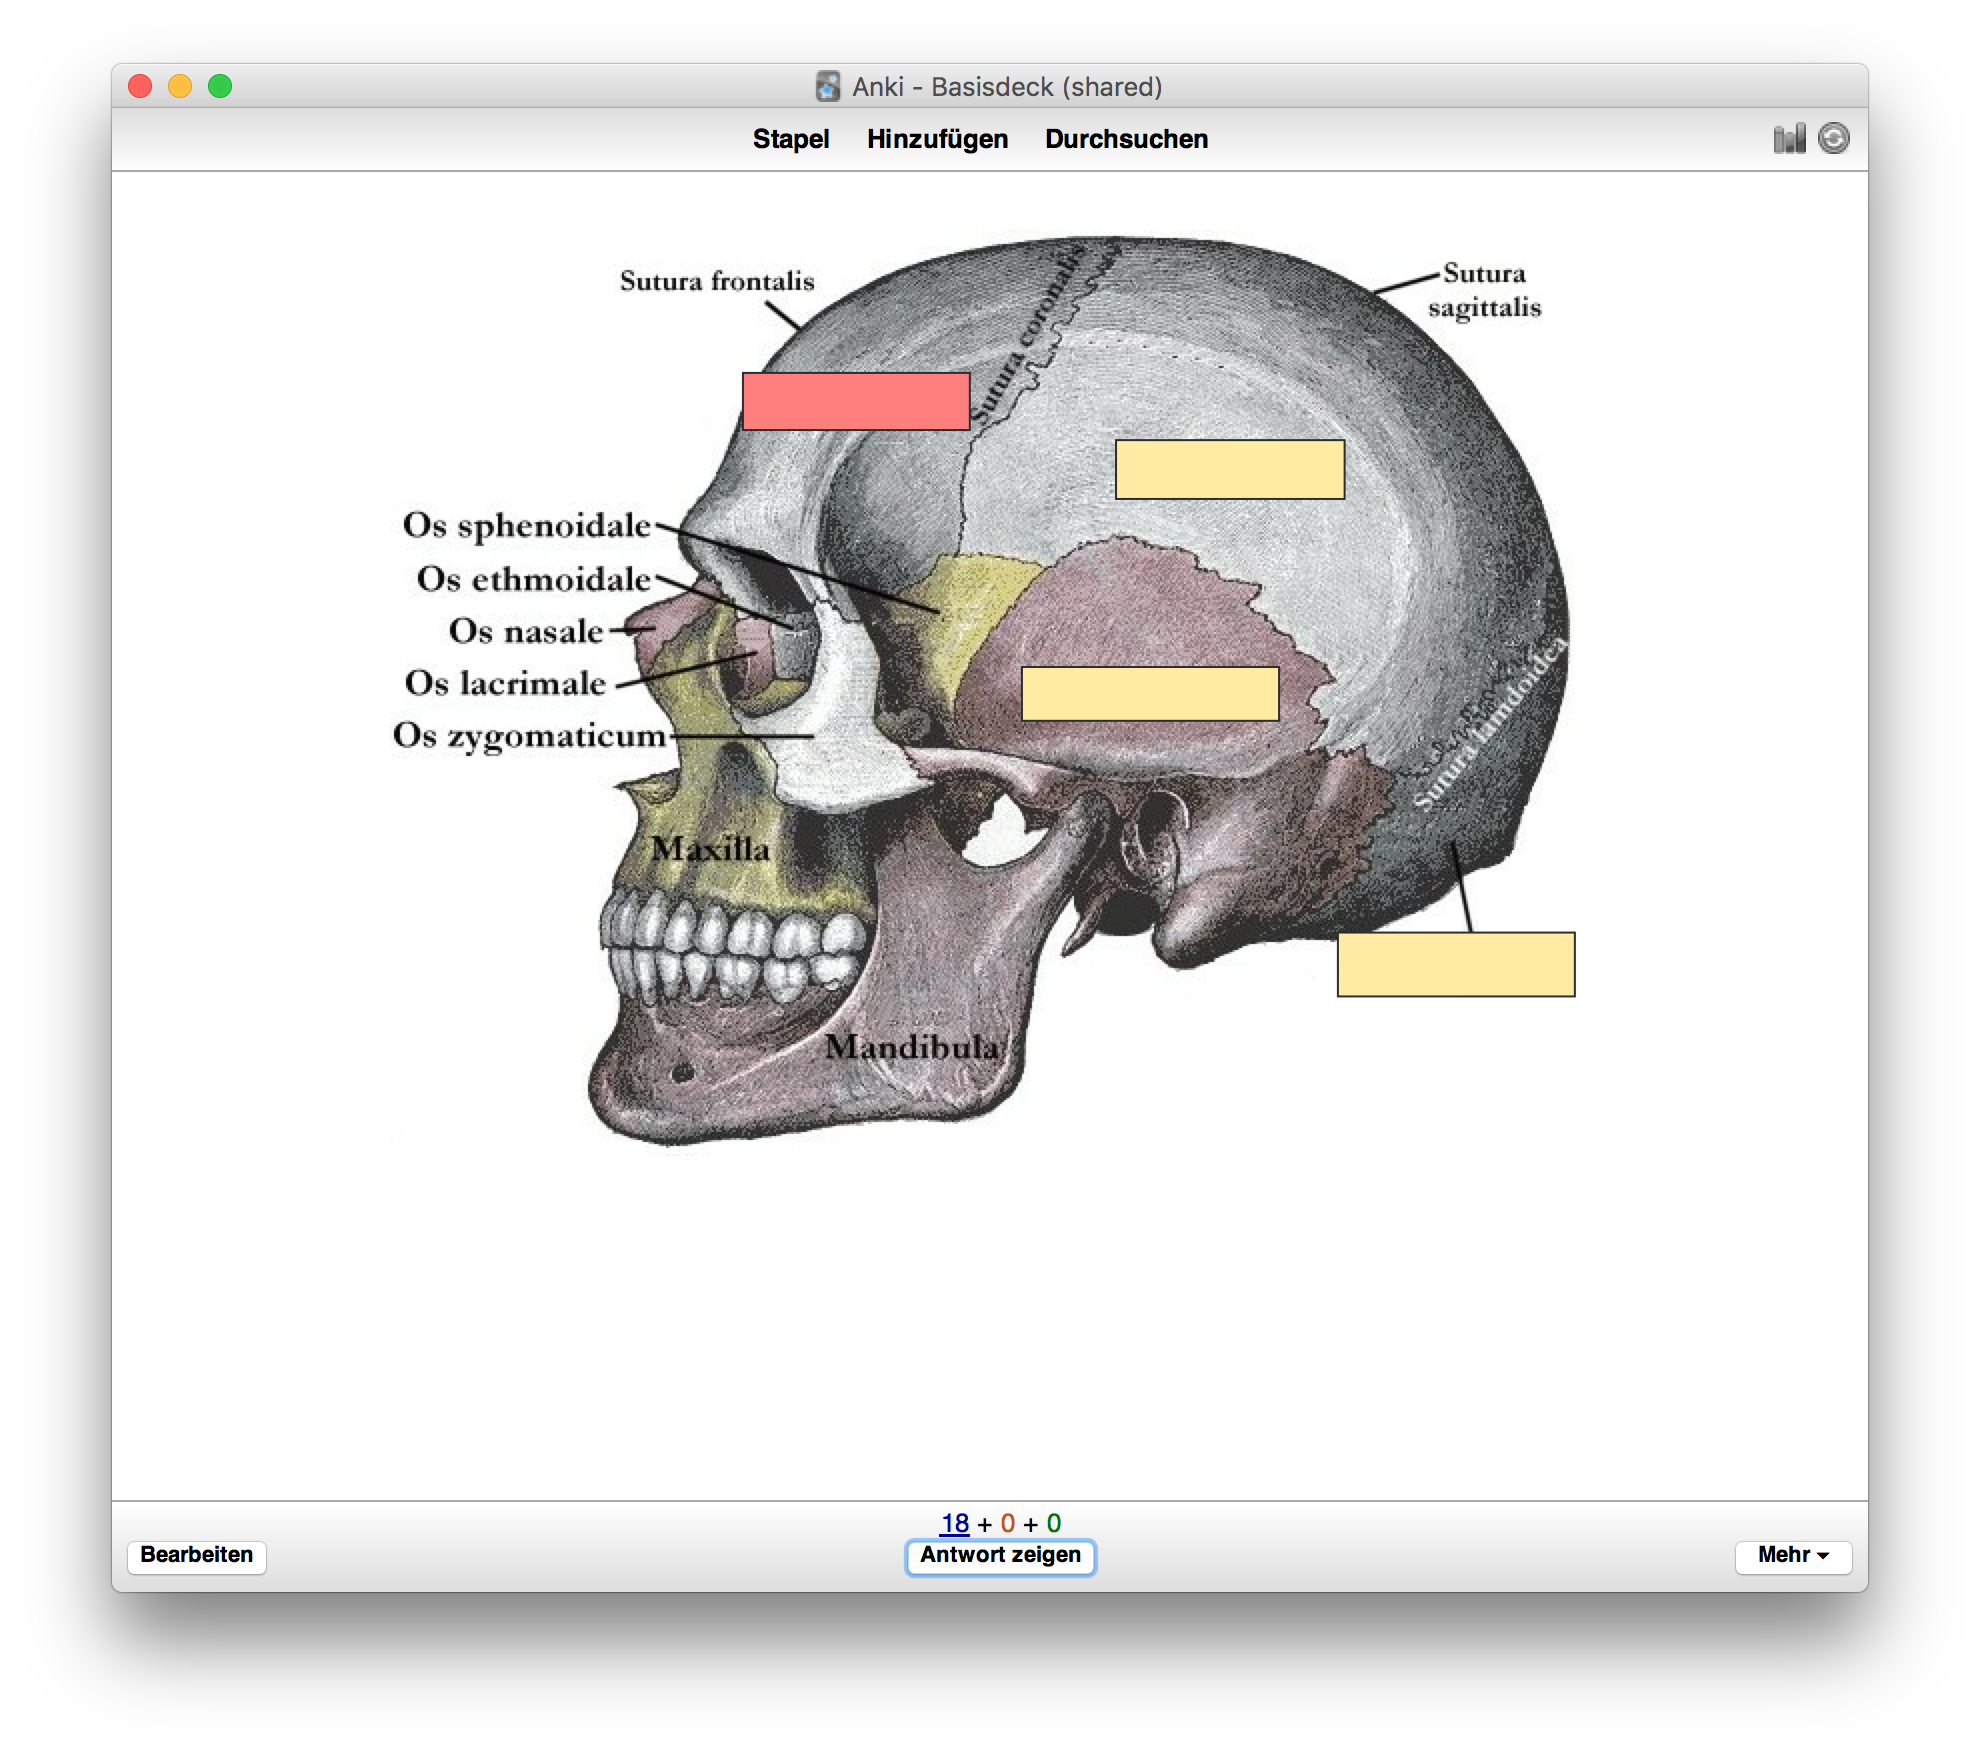 Anki - Basisdeck (shared)
Stapel Hinzufügen Durchsuchen
Sutura frontalis
Sutura coronalis
Sutura
sagittalis
Os sphenoidale
Os ethmoidale
Os nasale
Os lacrimale
Os zygomaticum
Sutura lamdoidea
Maxilla
Mandibula
18 + 0 + 0
Bearbeiten
Antwort zeigen
Mehr